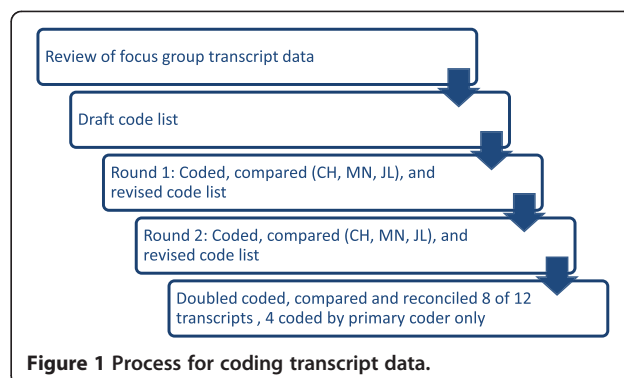 Review of focus group transcript data
Draft code list
Round 1: Coded, compared (CH, MN, JL), and
revised code list
Round 2: Coded, compared (CH, MN, JL), and
revised code list
Doubled coded, compared and reconciled 8 of 12
transcripts , 4 coded by primary coder only
Figure 1 Process for coding transcript data.